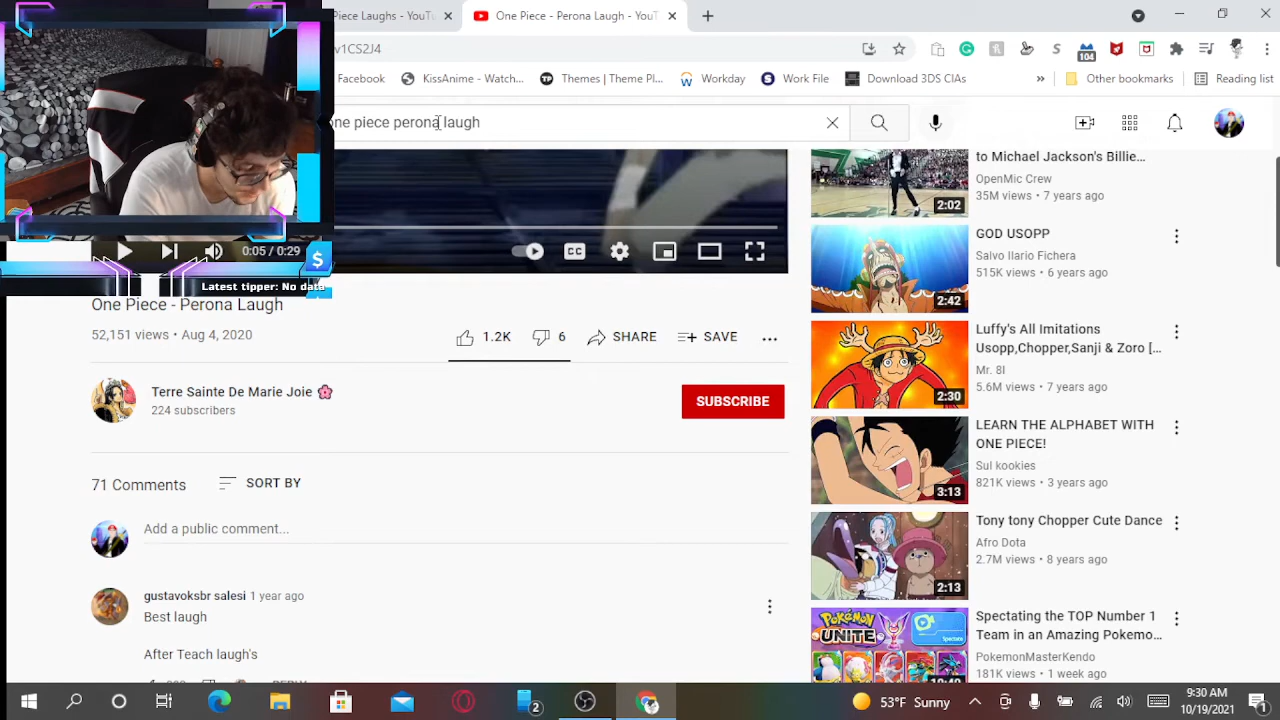 Piece Laughs - YouT
One Piece - Perona Laugh - YouT
v1CS2J4
104
Facebook
KissAnime - Watch...
Themes | Theme Pl...
Workday
Work File
Download 3DS CIAs
»
Other bookmarks
Reading list
ne piece perona laugh
0:05 / 0:29
CC
Latest tipper: No data
$
One Piece - Perona Laugh
52,151 views • Aug 4, 2020
1.2K
6
SHARE
SAVE
Terre Sainte De Marie Joie
224 subscribers
SUBSCRIBE
71 Comments
SORT BY
Add a public comment...
gustavoksbr salesi 1 year ago
Best laugh
After Teach laugh's
to Michael Jackson's Billie...
OpenMic Crew
35M views • 7 years ago
2:02
GOD USOPP
Salvo Ilario Fichera
515K views • 6 years ago
2:42
Luffy's All Imitations
Usopp,Chopper,Sanji & Zoro [...
Mr. 8I
5.6M views • 7 years ago
2:30
LEARN THE ALPHABET WITH
ONE PIECE!
Sul kookies
821K views • 3 years ago
3:13
Tony tony Chopper Cute Dance
Afro Dota
2.7M views • 8 years ago
2:13
Spectating the TOP Number 1
Team in an Amazing Pokemo...
PokemonMasterKendo
181K views • 1 week ago
POKÉMON
UNITE
Spectate
2
53°F Sunny
9:30 AM
10/19/2021
1